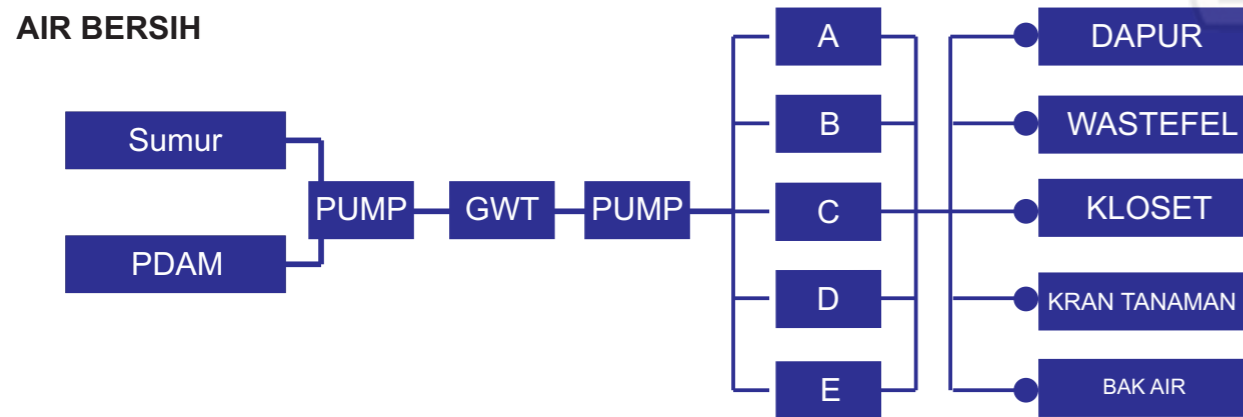 AIR BERSIH
Sumur
PDAM
PUMP
GWT
PUMP
A
B
C
D
E
DAPUR
WASTEFEL
KLOSET
KRAN TANAMAN
BAK AIR